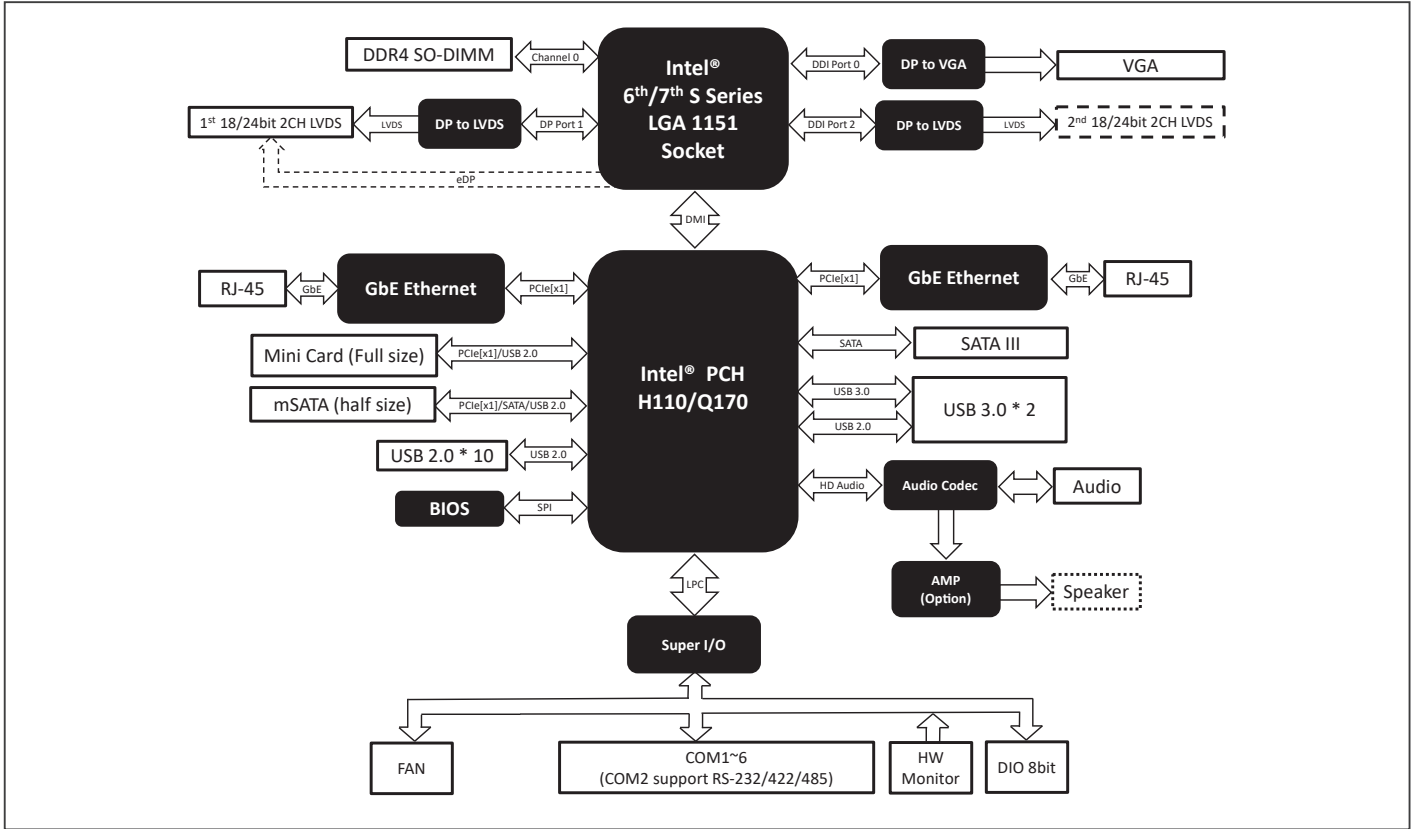 DDR4 SO-DIMM
Channel 0
Intel®
6th/7th S Series
LGA 1151
Socket
DDI Port 0
DP to VGA
VGA
1st 18/24bit 2CH LVDS
LVDS
DP to LVDS
DP Port 1
DDI Port 2
DP to LVDS
LVDS
2nd 18/24bit 2CH LVDS
eDP
DMI
RJ-45
GbE
GbE Ethernet
PCIe[x1]
PCIe[x1]
GbE Ethernet
GbE
RJ-45
Mini Card (Full size)
PCIe[x1]/USB 2.0
Intel® PCH
H110/Q170
SATA
SATA III
mSATA (half size)
PCIe[x1]/SATA/USB 2.0
USB 3.0
USB 2.0
USB 3.0 * 2
USB 2.0 * 10
USB 2.0
HD Audio
Audio Codec
Audio
BIOS
SPI
LPC
AMP
(Option)
Speaker
Super I/O
FAN
COM1~6
(COM2 support RS-232/422/485)
HW
Monitor
DIO 8bit